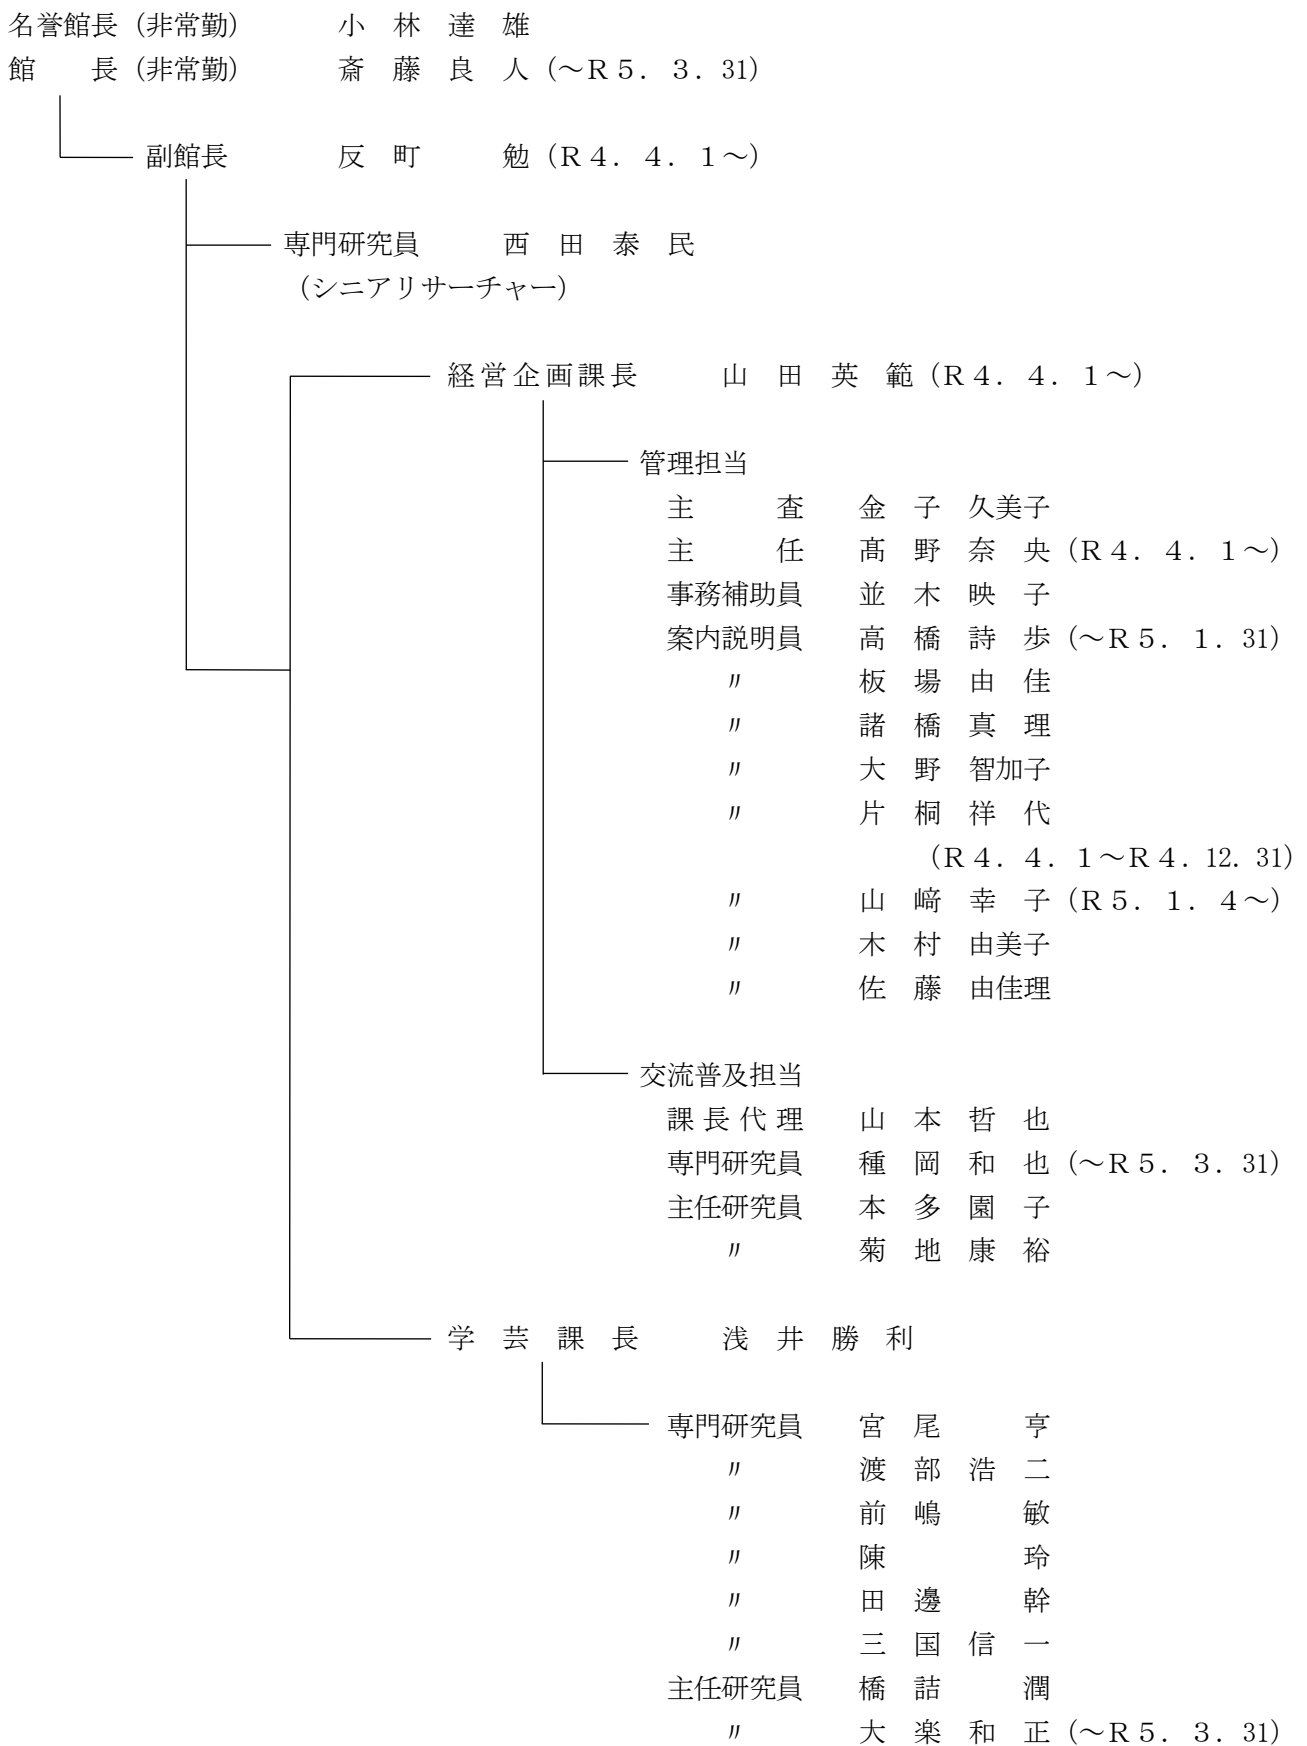 名誉館長（非常勤）　小　林　達　雄
館　　長（非常勤）　斎　藤　良　人（～Ｒ５．３．31）
副館長　反　町　　　勉（Ｒ４．４．１～）
専門研究員　西　田　泰　民
（シニアリサーチャー）
経営企画課長　山　田　英　範（Ｒ４．４．１～）
管理担当
主　　　査　金　子　久美子
主　　　任　髙　野　奈　央（Ｒ４．４．１～）
事務補助員　並　木　映　子
案内説明員　高　橋　詩　歩（～Ｒ５．１．31）
〃　板　場　由　佳
〃　諸　橋　真　理
〃　大　野　智加子
〃　片　桐　祥　代
（Ｒ４．４．１～Ｒ４．12．31）
〃　山　﨑　幸　子（Ｒ５．１．４～）
〃　木　村　由美子
〃　佐　藤　由佳理
交流普及担当
課長代理　山　本　哲　也
専門研究員　種　岡　和　也（～Ｒ５．３．31）
主任研究員　本　多　園　子
〃　菊　地　康　裕
学　芸　課　長　浅　井　勝　利
専門研究員　宮　尾　　　亨
〃　渡　部　浩　二
〃　前　嶋　　　敏
〃　陳　　　　　玲
〃　田　邊　　　幹
〃　三　国　信　一
主任研究員　橋　詰　　　潤
〃　大　楽　和　正（～Ｒ５．３．31）